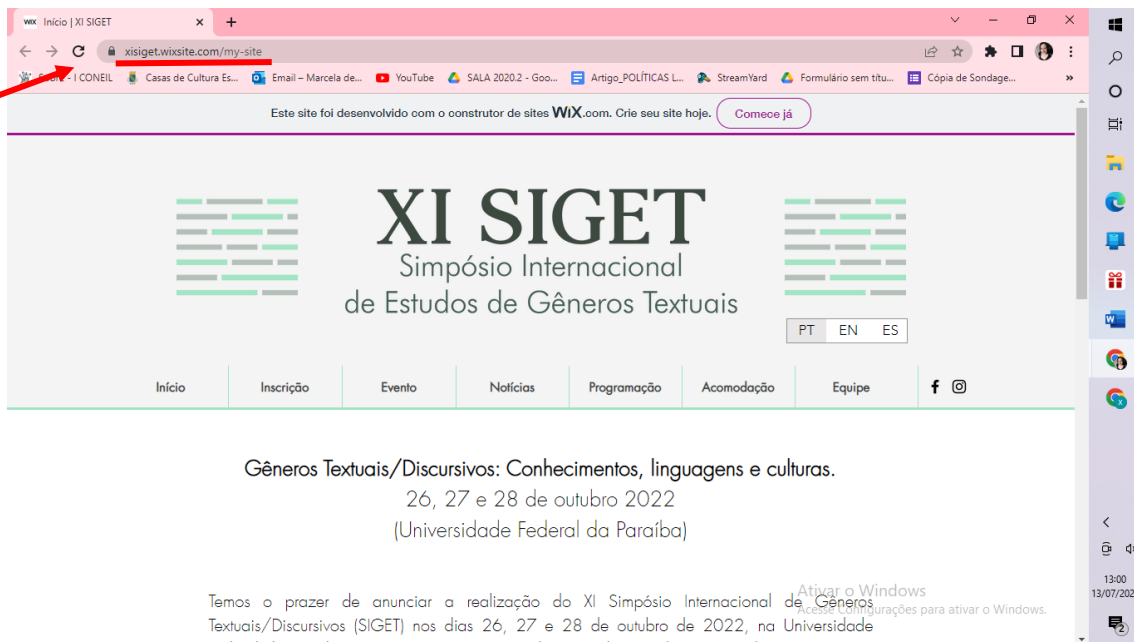 WiX Início | XI SIGET
xisiget.wixsite.com/my-site
- I CONEIL
Casas de Cultura Es...
Email – Marcela de...
YouTube
SALA 2020.2 - Goo...
Artigo_POLÍTICAS L...
StreamYard
Formulário sem títu...
Cópia de Sondage...
»
Este site foi desenvolvido com o construtor de sites WiX.com. Crie seu site hoje. Comece já
XI SIGET
Simpósio Internacional
de Estudos de Gêneros Textuais
PT EN ES
Início Inscrição Evento Notícias Programação Acomodação Equipe
Gêneros Textuais/Discursivos: Conhecimentos, linguagens e culturas.
26, 27 e 28 de outubro 2022
(Universidade Federal da Paraíba)
Temos o prazer de anunciar a realização do XI Simpósio Internacional de Gêneros
Textuais/Discursivos (SIGET) nos dias 26, 27 e 28 de outubro de 2022, na Universidade
Ativar o Windows
Acesse Configurações para ativar o Windows.
13:00
13/07/202
2